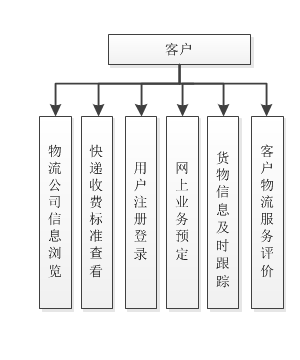 客户
物流公司信息浏览
快递收费标准查看
用户注册登录
网上业务预定
货物信息及时跟踪
客户物流服务评价